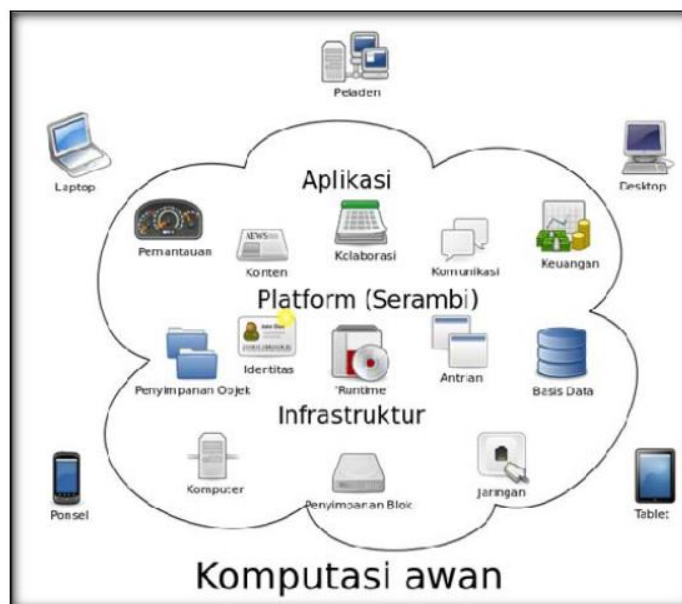 Peladen
Laptop
Desktop
Aplikasi
Pemantauan
Konten
Kolaborasi
Komunikasi
Keuangan
NEWS
Platform (Serambi)
Penyimpanan Objek
Identitas
Runtime
Antrian
Basis Data
Infrastruktur
Komputer
Penyimpanan Blok
Jaringan
Ponsel
Tablet
Komputasi awan